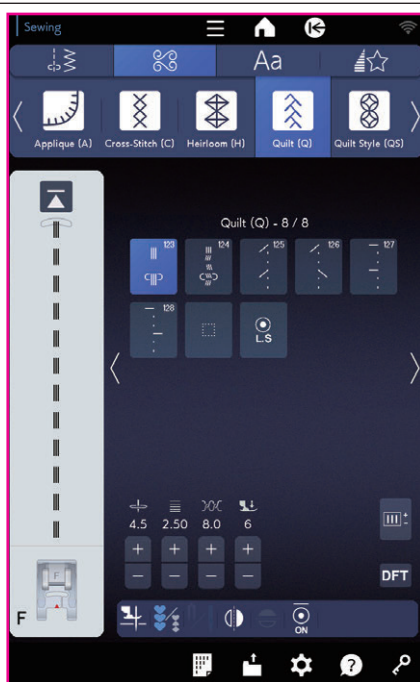 Sewing
Aa
Applique (A) Cross-Stitch (C) Heirloom (H) Quilt (Q) Quilt Style (QS)
Quilt (Q) - 8 / 8
123 124 125 126 127
128
L.S
4.5 2.50 8.0 6
+ + + +
− − − −
DFT
F
F
ON
?